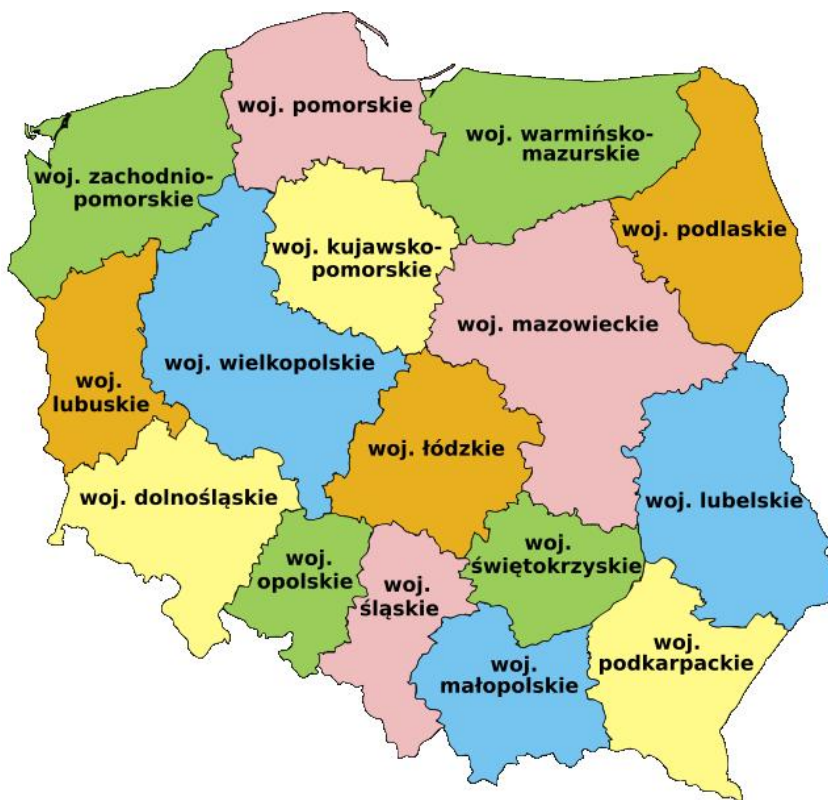 woj. pomorskie
woj. warmińsko-
mazurskie
woj. zachodnio-
pomorskie
woj. podlaskie
woj. kujawsko-
pomorskie
woj. mazowieckie
woj. wielkopolskie
woj.
lubuskie
woj. łódzkie
woj. dolnośląskie
woj. lubelskie
woj.
opolskie
woj.
śląskie
woj.
świętokrzyskie
woj.
małopolskie
woj.
podkarpackie